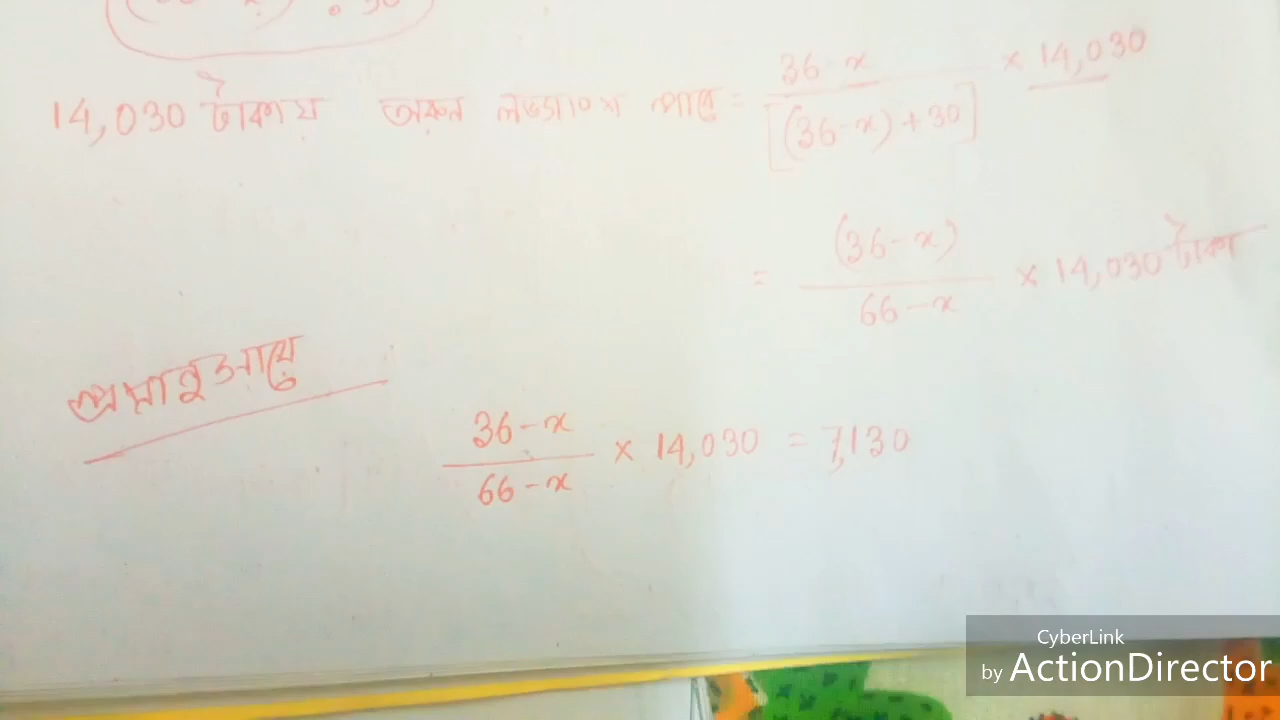 14,030 টাকায় অরুন লভ্যাংশ পাবে = 36-x / [(36-x)+30] × 14,030
= (36-x) / 66-x × 14,030 টাকা
প্রশ্নানুসারে
36-x / 66-x × 14,030 = 7,130
CyberLink
by ActionDirector